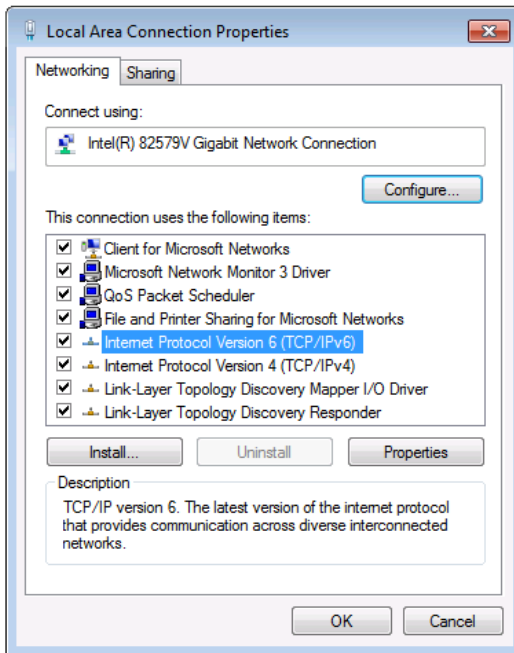 Local Area Connection Properties
Networking
Sharing
Connect using:
Intel(R) 82579V Gigabit Network Connection
Configure...
This connection uses the following items:
Client for Microsoft Networks
Microsoft Network Monitor 3 Driver
QoS Packet Scheduler
File and Printer Sharing for Microsoft Networks
Internet Protocol Version 6 (TCP/IPv6)
Internet Protocol Version 4 (TCP/IPv4)
Link-Layer Topology Discovery Mapper I/O Driver
Link-Layer Topology Discovery Responder
Install...
Uninstall
Properties
Description
TCP/IP version 6. The latest version of the internet protocol
that provides communication across diverse interconnected
networks.
OK
Cancel